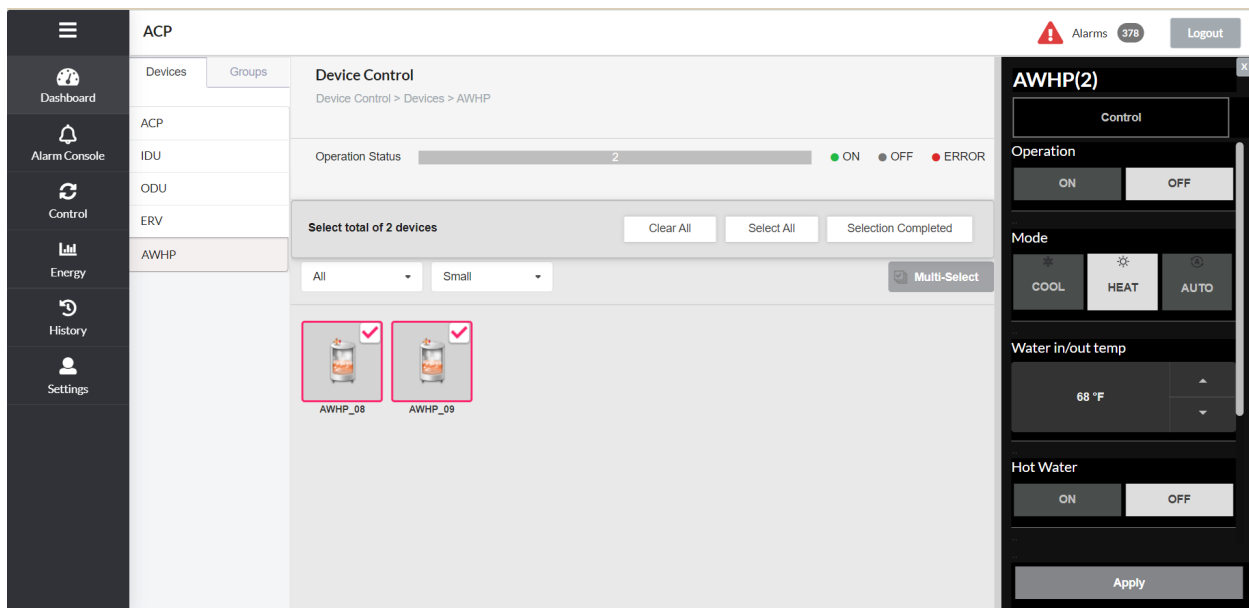 ACP
Alarms 378 Logout
Dashboard
Alarm Console
Control
Energy
History
Settings
Devices Groups
ACP
IDU
ODU
ERV
AWHP
Device Control
Device Control > Devices > AWHP
Operation Status 2 ON OFF ERROR
Select total of 2 devices Clear All Select All Selection Completed
All Small Multi-Select
AWHP_08 AWHP_09
X
AWHP(2)
Control
Operation
ON OFF
Mode
COOL HEAT AUTO
Water in/out temp
68 °F
Hot Water
ON OFF
Apply